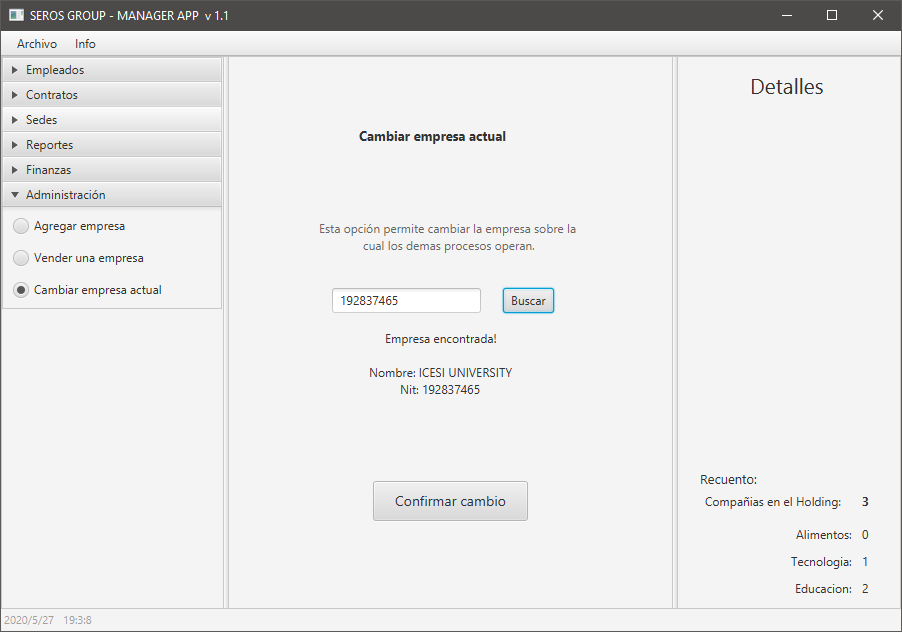 SEROS GROUP - MANAGER APP v 1.1
Archivo Info
Empleados
Contratos
Sedes
Reportes
Finanzas
Administración
Agregar empresa
Vender una empresa
Cambiar empresa actual
Cambiar empresa actual
Esta opción permite cambiar la empresa sobre la
cual los demas procesos operan.
192837465 Buscar
Empresa encontrada!
Nombre: ICESI UNIVERSITY
Nit: 192837465
Confirmar cambio
Detalles
Recuento:
Compañias en el Holding: 3
Alimentos: 0
Tecnologia: 1
Educacion: 2
2020/5/27 19:3:8